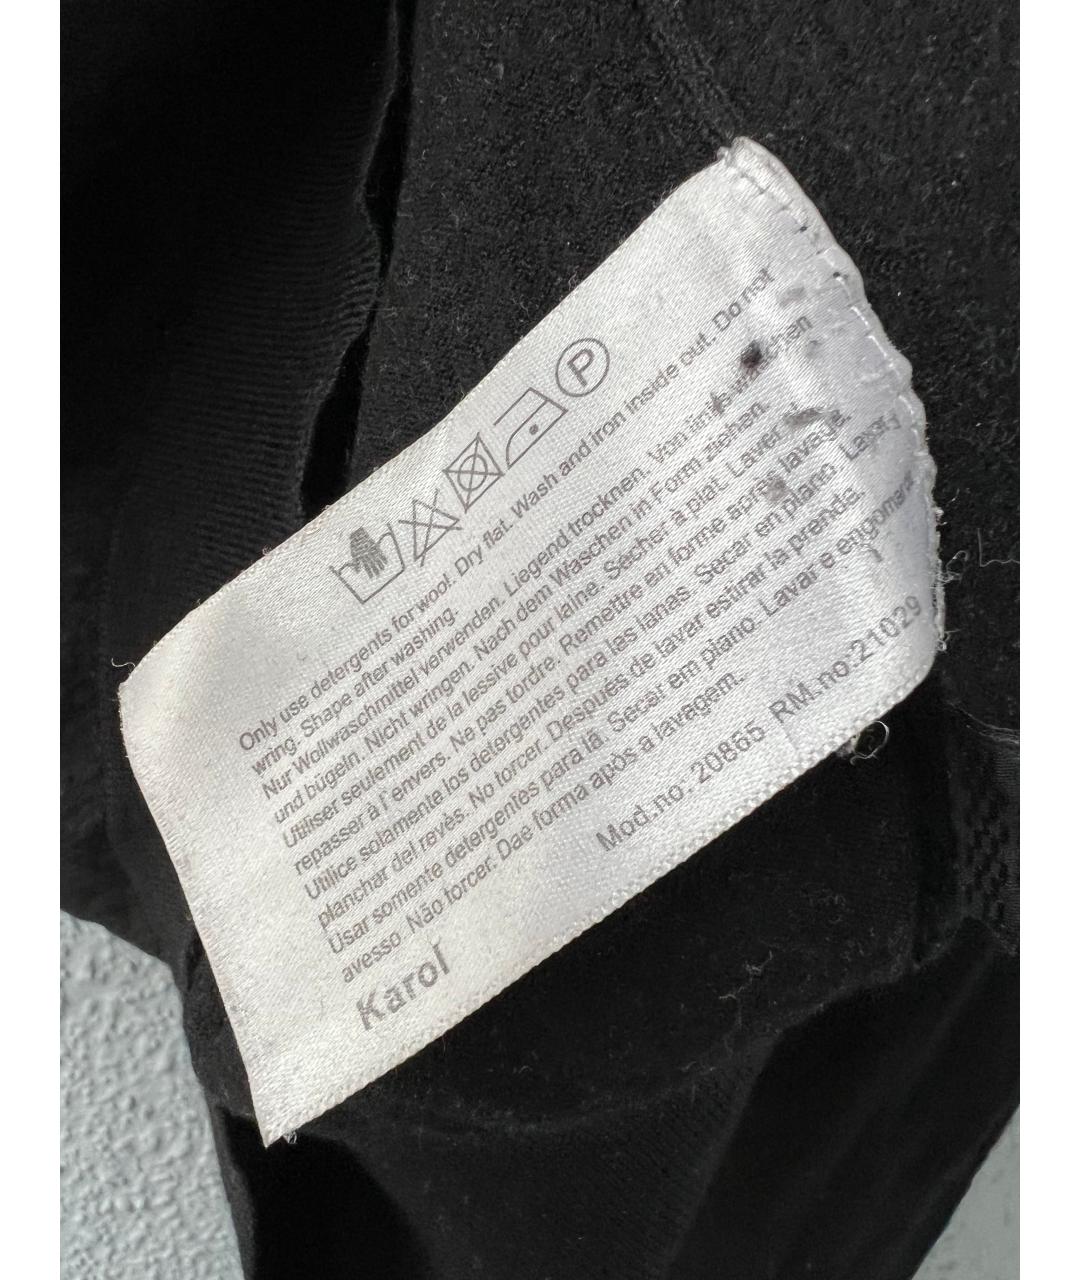 P
Only use detergents for wool. Dry flat. Wash and iron inside out. Do not
wring. Shape after washing.
Nur Wollwaschmittel verwenden. Liegend trocknen. Von links waschen
und bügeln. Nicht wringen. Nach dem Waschen in Form ziehen.
Utiliser seulement de la lessive pour laine. Sécher à plat. Laver
repasser à l'envers. Ne pas tordre. Remettre en forme après lavage.
Utilice solamente los detergentes para las lanas. Secar en plano.
planchar del revés. No torcer. Después de lavar estirar la prenda.
Usar somente detergentes para lã. Secar em piano. Lavar e engomar
avesso. Não torcer. Dae forma após a lavagem.
Karol Mod.no: 20865 RM.no:21029